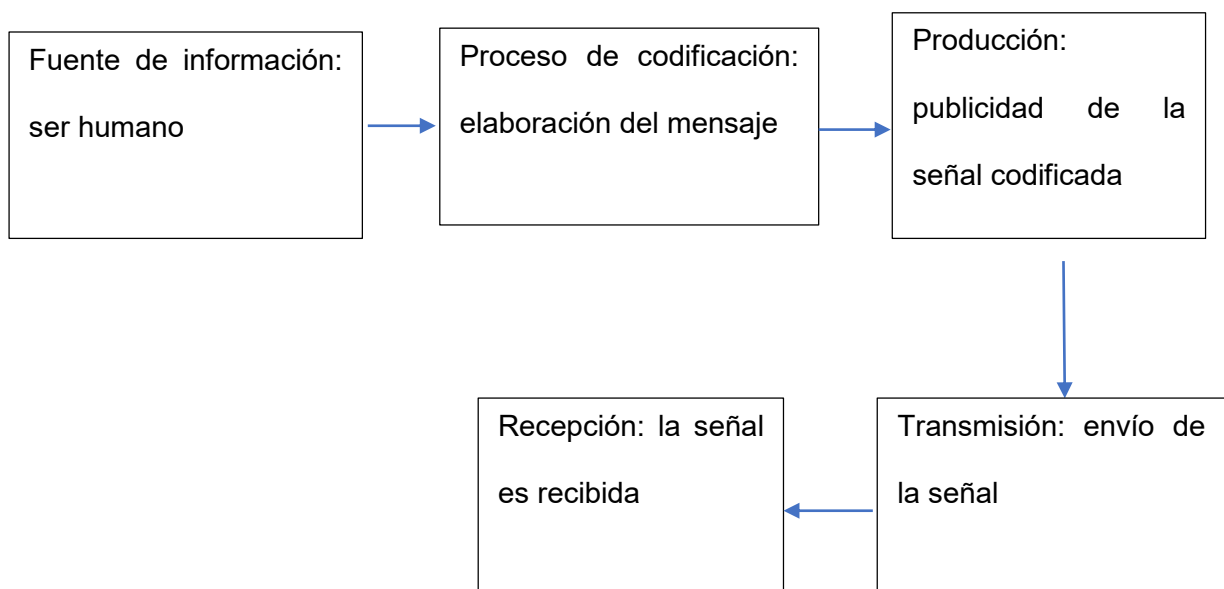 Fuente de información:
ser humano
Proceso de codificación:
elaboración del mensaje
Producción:
publicidad de la
señal codificada
Transmisión: envío de
la señal
Recepción: la señal
es recibida